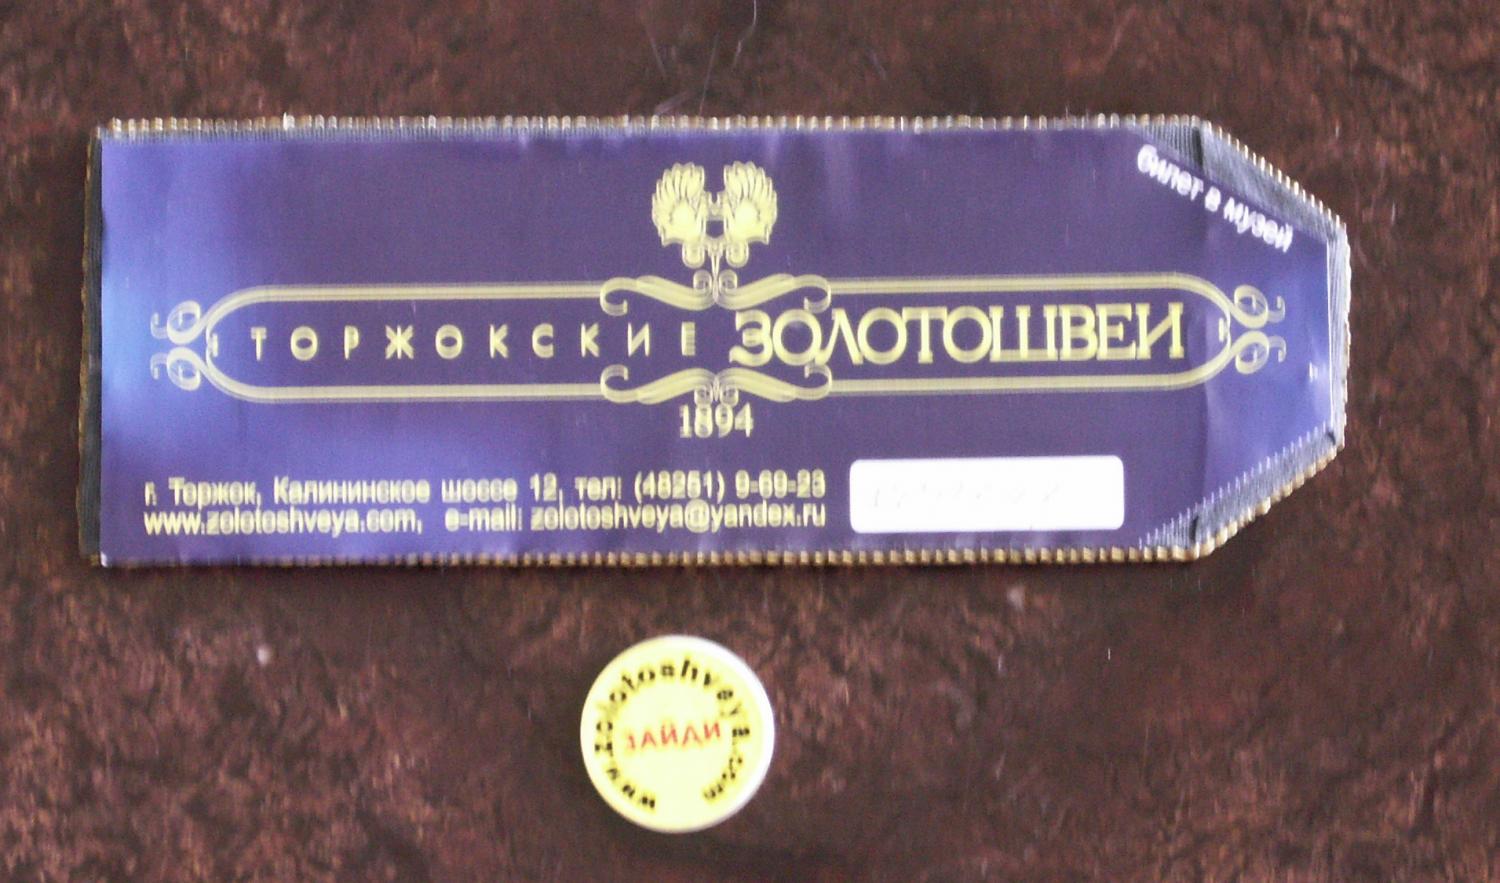 билет в музей
ТОРЖОКСКИЕ ЗОЛОТОШВЕИ
1894
г. Торжок, Калининское шоссе 12, тел: (48251) 9-69-23
www.zolotoshveya.com, e-mail: zolotoshveya@yandex.ru
www.zolotoshveya.com
ЗАЙДИ